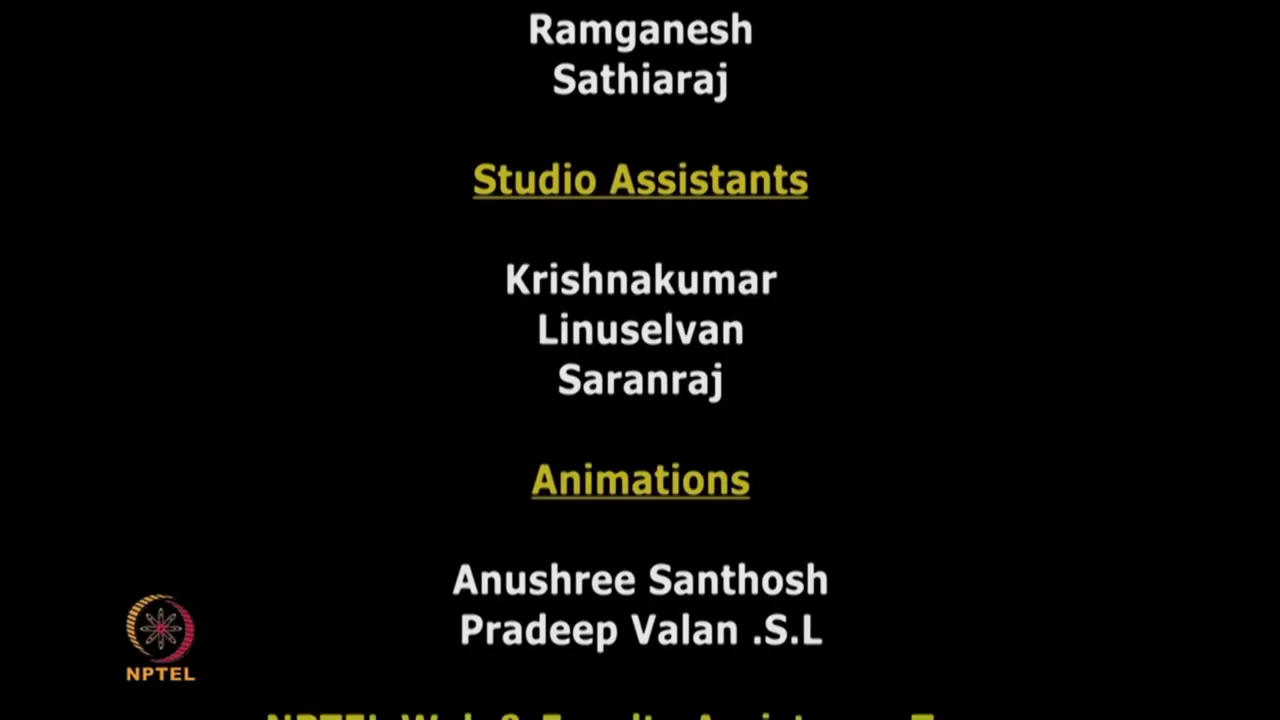 Ramganesh
Sathiaraj
Studio Assistants
Krishnakumar
Linuselvan
Saranraj
Animations
Anushree Santhosh
Pradeep Valan .S.L
NPTEL